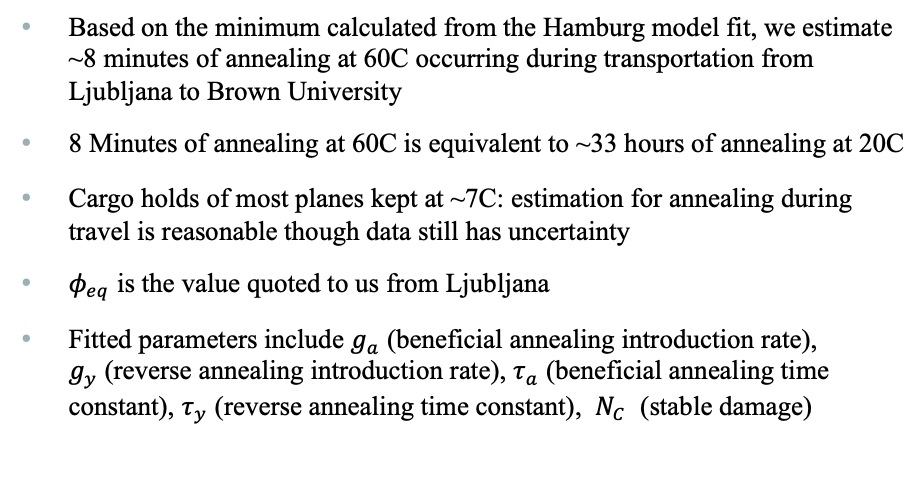 • Based on the minimum calculated from the Hamburg model fit, we estimate
~8 minutes of annealing at 60C occurring during transportation from
Ljubljana to Brown University
• 8 Minutes of annealing at 60C is equivalent to ~33 hours of annealing at 20C
• Cargo holds of most planes kept at ~7C: estimation for annealing during
travel is reasonable though data still has uncertainty
• ϕ_eq is the value quoted to us from Ljubljana
• Fitted parameters include g_a (beneficial annealing introduction rate),
g_y (reverse annealing introduction rate), τ_a (beneficial annealing time
constant), τ_y (reverse annealing time constant), N_C (stable damage)